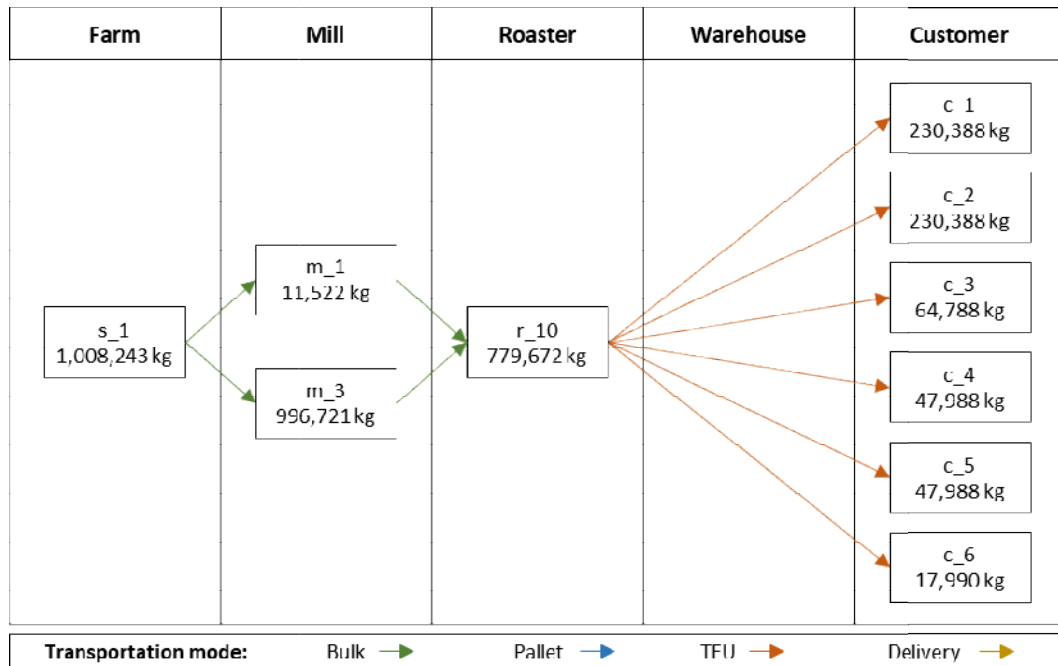 Farm Mill Roaster Warehouse Customer
c_1
230,388 kg
c_2
230,388 kg
m_1
11,522 kg
c_3
64,788 kg
s_1
1,008,243 kg
r_10
779,672 kg
m_3
996,721 kg
c_4
47,988 kg
c_5
47,988 kg
c_6
17,990 kg
Transportation mode: Bulk Pallet TEU Delivery